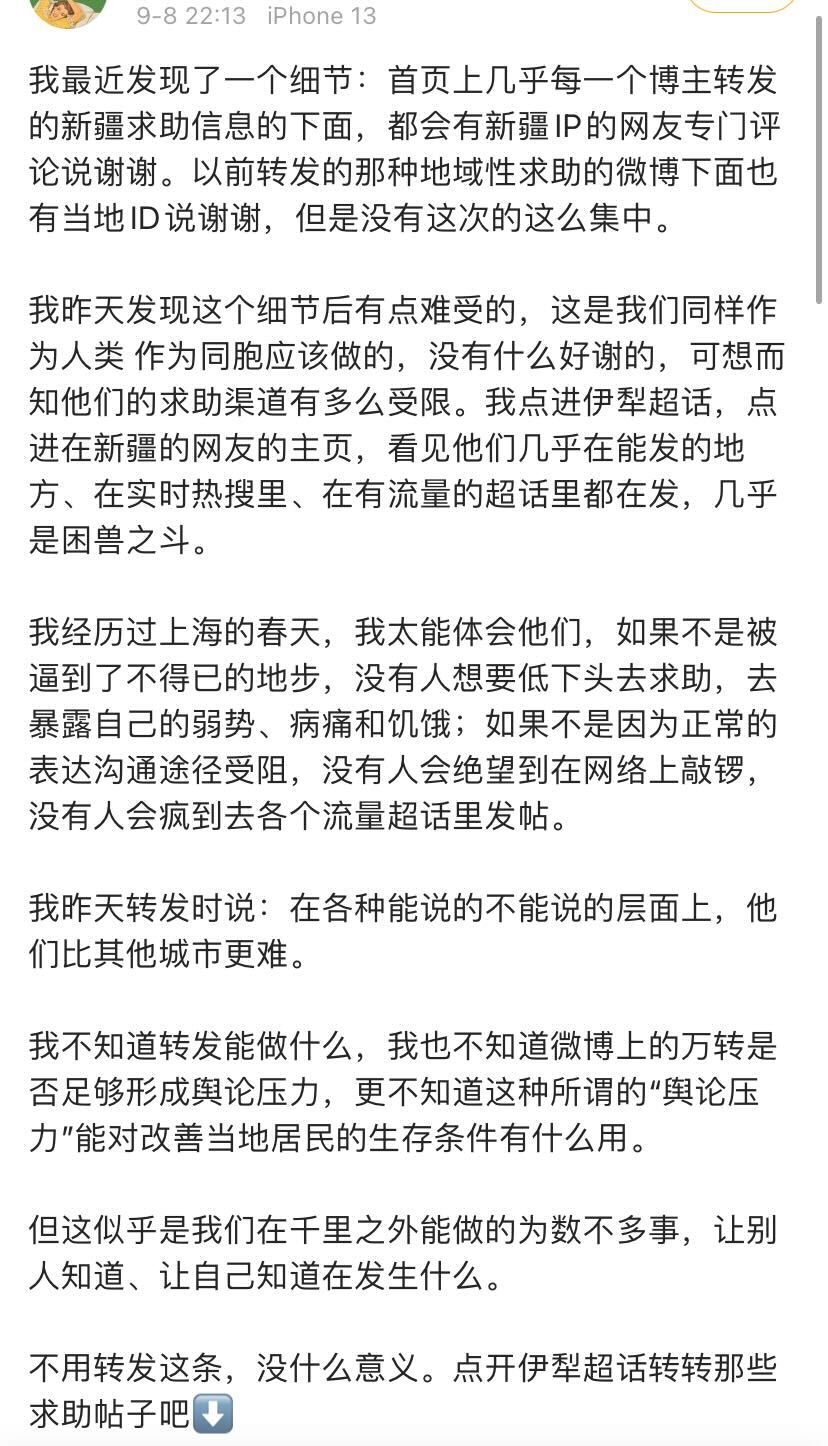 9-8 22:13 iPhone 13
我最近发现了一个细节：首页上几乎每一个博主转发
的新疆求助信息的下面，都会有新疆IP的网友专门评
论说谢谢。以前转发的那种地域性求助的微博下面也
有当地ID说谢谢，但是没有这次的这么集中。
我昨天发现这个细节后有点难受的，这是我们同样作
为人类 作为同胞应该做的，没有什么好谢的，可想而
知他们的求助渠道有多么受限。我点进伊犁超话，点
进在新疆的网友的主页，看见他们几乎在能发的地
方、在实时热搜里、在有流量的超话里都在发，几乎
是困兽之斗。
我经历过上海的春天，我太能体会他们，如果不是被
逼到了不得已的地步，没有人想要低下头去求助，去
暴露自己的弱势、病痛和饥饿；如果不是因为正常的
表达沟通途径受阻，没有人会绝望到在网络上敲锣，
没有人会疯到去各个流量超话里发帖。
我昨天转发时说：在各种能说的不能说的层面上，他
们比其他城市更难。
我不知道转发能做什么，我也不知道微博上的万转是
否足够形成舆论压力，更不知道这种所谓的“舆论压
力”能对改善当地居民的生存条件有什么用。
但这似乎是我们在千里之外能做的为数不多事，让别
人知道、让自己知道在发生什么。
不用转发这条，没什么意义。点开伊犁超话转转那些
求助帖子吧⬇️